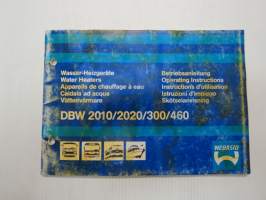 Wasser-Heizgeräte
Water Heaters
Appareils de chauffage à eau
Caldaia ad acqua
Vattenvärmare
Betriebsanleitung
Operating Instructions
Instructions d'utilisation
Istruzioni d'impiego
Skötselanvisning
DBW 2010/2020/300/460
WEBASTO